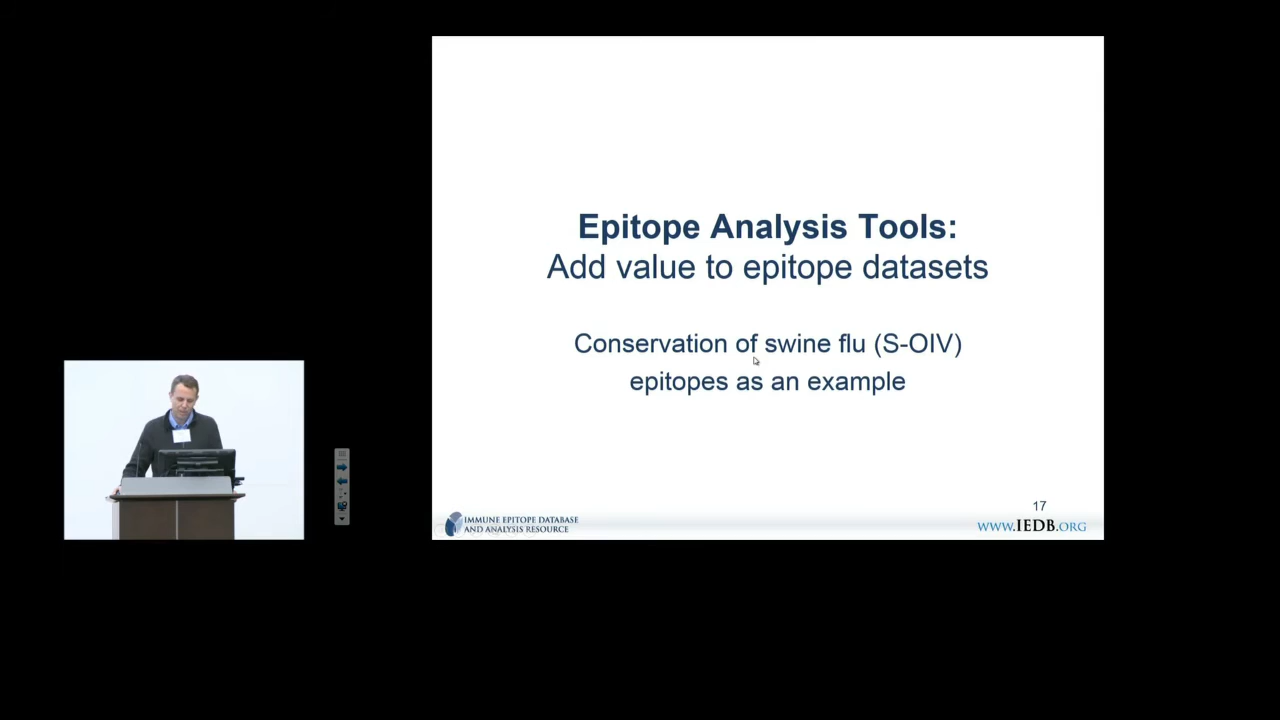 Epitope Analysis Tools:
Add value to epitope datasets
Conservation of swine flu (S-OIV)
epitopes as an example
17
IMMUNE EPITOPE DATABASE
AND ANALYSIS RESOURCE
WWW.IEDB.ORG